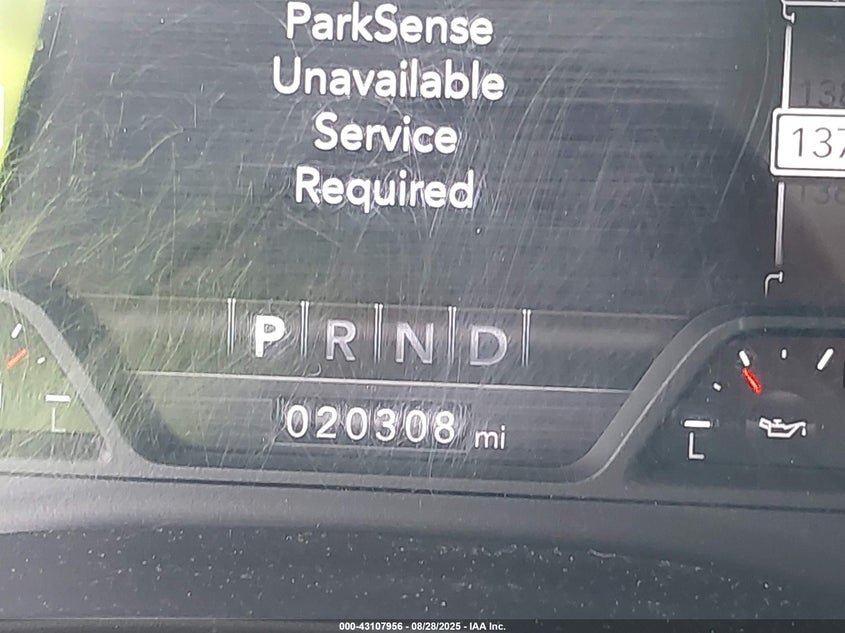 ParkSense
Unavailable
Service
Required
137
P R N D
020308 mi
L
L
000-43107956 - 08/28/2025 - IAA Inc.